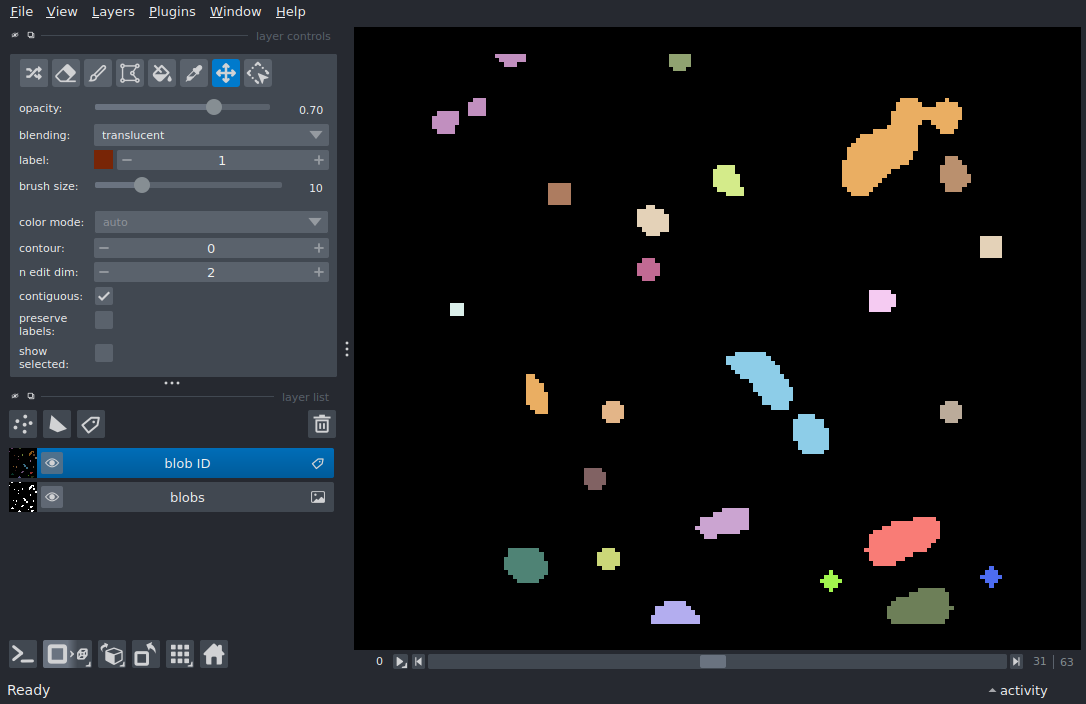 File View Layers Plugins Window Help
layer controls
opacity: 0.70
blending: translucent
label: 1
brush size: 10
color mode: auto
contour: 0
n edit dim: 2
contiguous:
preserve
labels:
show
selected:
layer list
blob ID
blobs
0 31 63
Ready activity